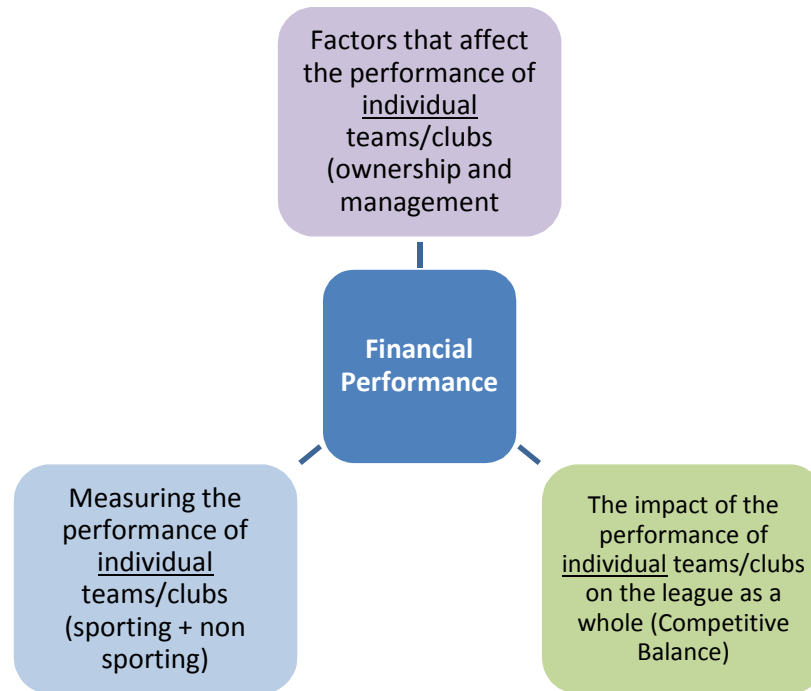 Factors that affect
the performance of
individual
teams/clubs
(ownership and
management
Financial
Performance
Measuring the
performance of
individual
teams/clubs
(sporting + non
sporting)
The impact of the
performance of
individual teams/clubs
on the league as a
whole (Competitive
Balance)